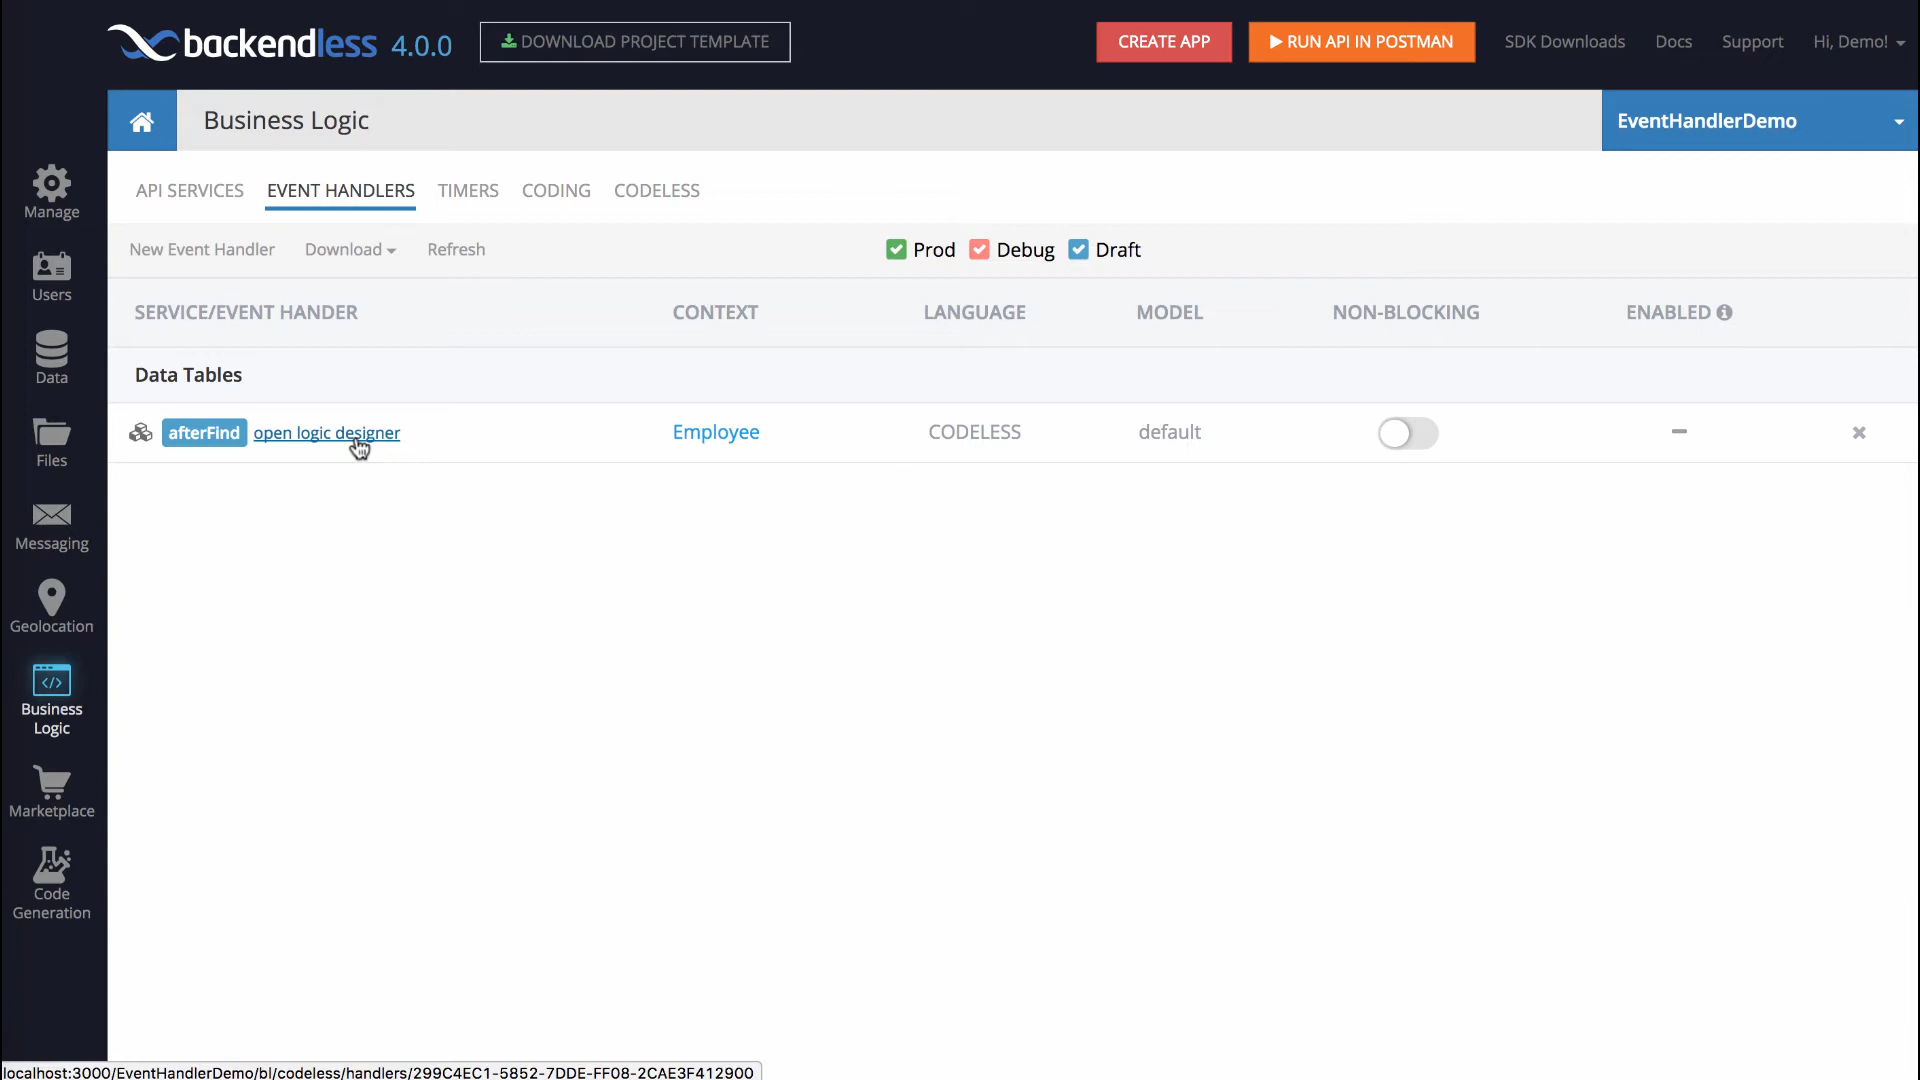 backendless 4.0.0 DOWNLOAD PROJECT TEMPLATE CREATE APP RUN API IN POSTMAN SDK Downloads Docs Support Hi, Demo!
Business Logic EventHandlerDemo
Manage
Users
Data
Files
Messaging
Geolocation
Business
Logic
Marketplace
Code
Generation
API SERVICES EVENT HANDLERS TIMERS CODING CODELESS
New Event Handler Download Refresh Prod Debug Draft
SERVICE/EVENT HANDER CONTEXT LANGUAGE MODEL NON-BLOCKING ENABLED
Data Tables
afterFind open logic designer Employee CODELESS default
localhost:3000/EventHandlerDemo/bl/codeless/handlers/299C4EC1-5852-7DDE-FF08-2CAE3F412900